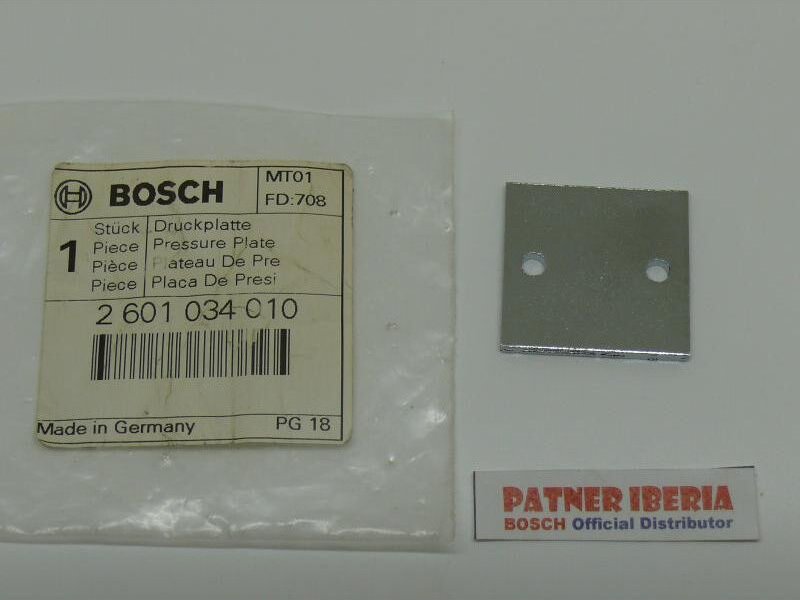 BOSCH
MT01
FD:708
1
Stück Druckplatte
Piece Pressure Plate
Pièce Plateau De Pre
Piece Placa De Presi
2 601 034 010
Made in Germany
PG 18
PATNER IBERIA
BOSCH Official Distributor